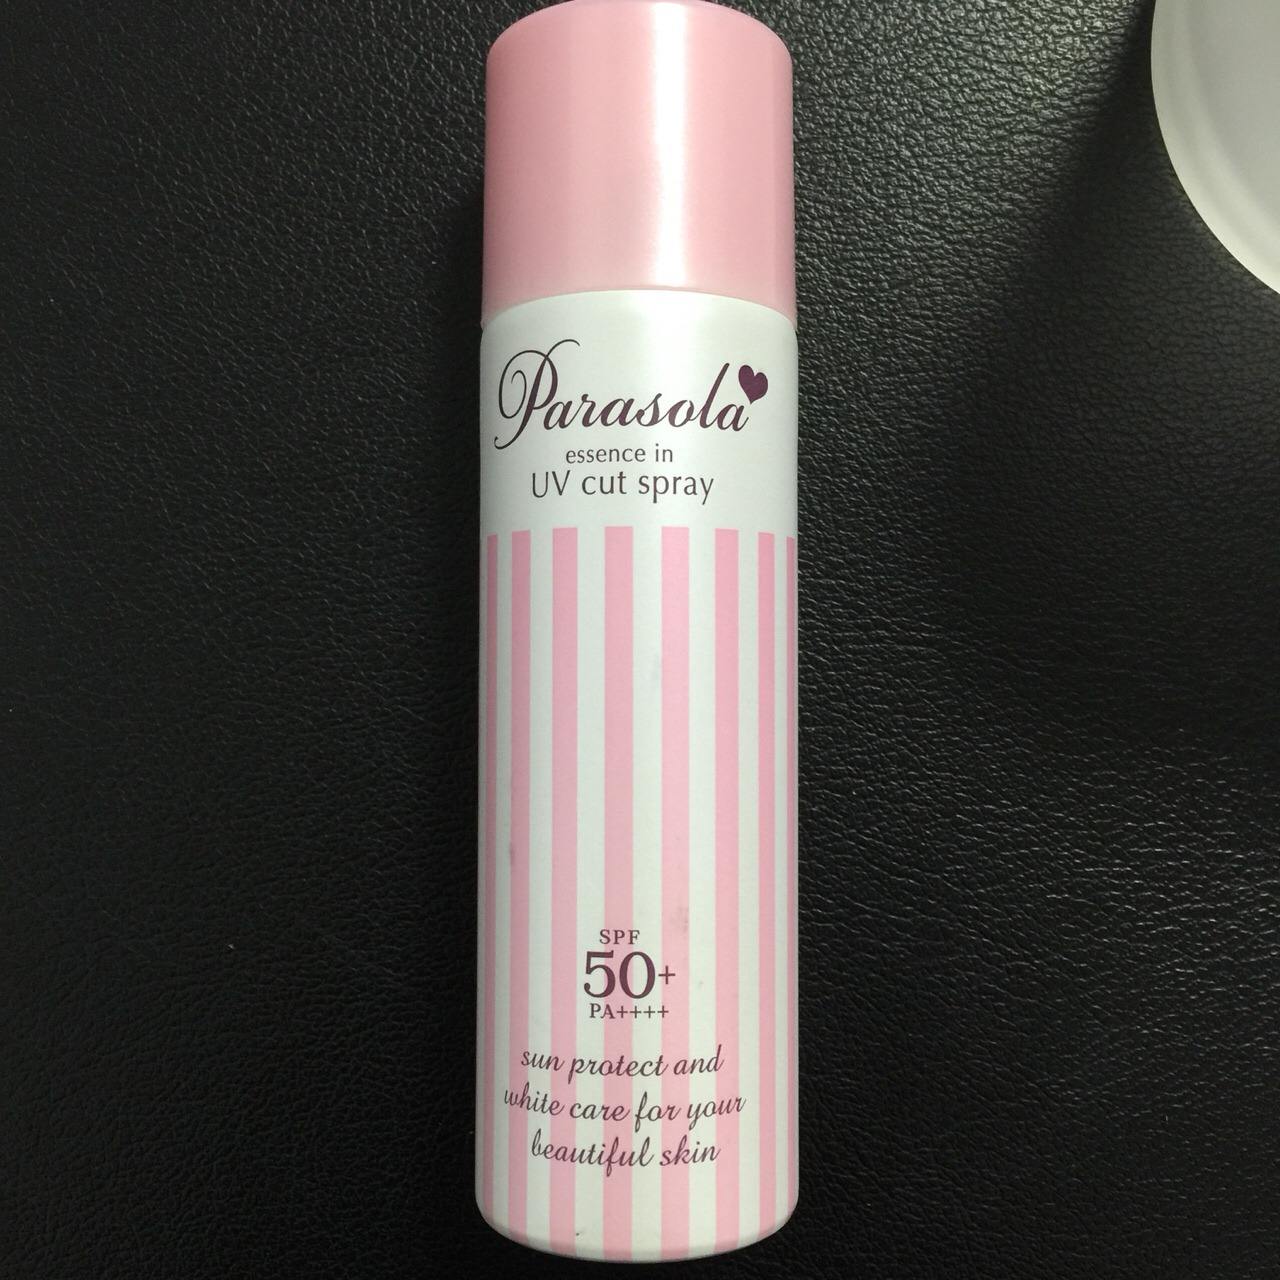 Parasola
essence in
UV cut spray
SPF
50+
PA++++
sun protect and
white care for your
beautiful skin